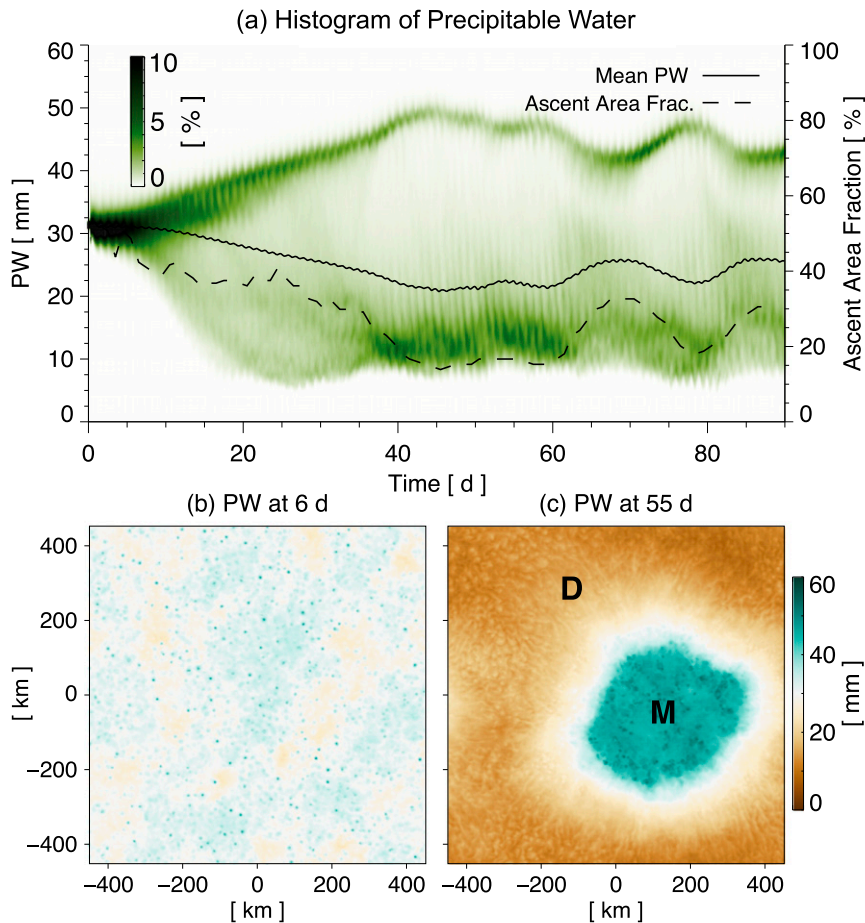 (a) Histogram of Precipitable Water
60
50
40
30
20
10
0
PW [ mm ]
10
5
0
[ % ]
Mean PW
Ascent Area Frac.
100
80
60
40
20
0
Ascent Area Fraction [ % ]
0 20 40 60 80
Time [ d ]
(b) PW at 6 d
(c) PW at 55 d
400
200
0
−200
−400
[ km ]
−400 −200 0 200 400
[ km ]
D
M
−400 −200 0 200 400
[ km ]
60
40
20
0
[ mm ]